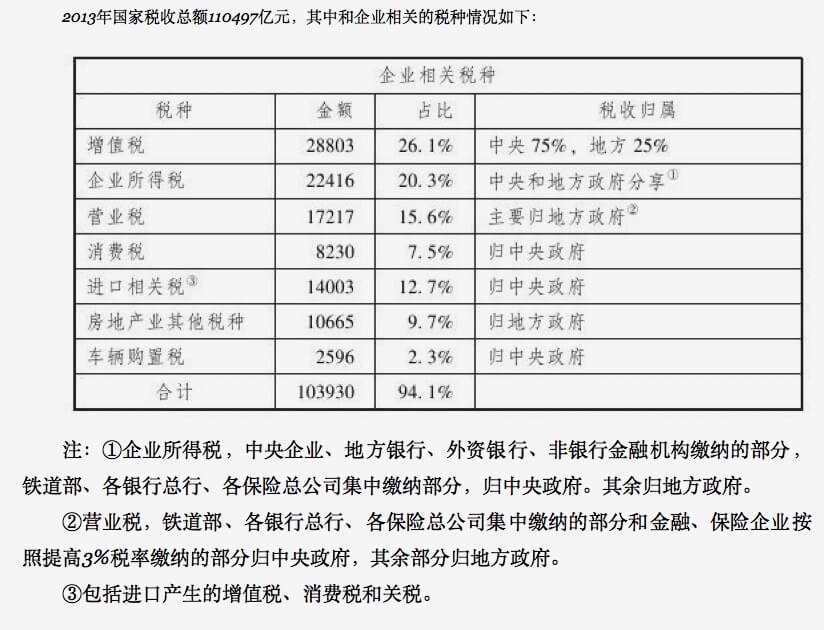 2013年国家税收总额110497亿元，其中和企业相关的税种情况如下：
企业相关税种
税种 金额 占比 税收归属
增值税 28803 26.1% 中央75%，地方25%
企业所得税 22416 20.3% 中央和地方政府分享①
营业税 17217 15.6% 主要归地方政府②
消费税 8230 7.5% 归中央政府
进口相关税③ 14003 12.7% 归中央政府
房地产业其他税种 10665 9.7% 归地方政府
车辆购置税 2596 2.3% 归中央政府
合计 103930 94.1%
注：①企业所得税，中央企业、地方银行、外资银行、非银行金融机构缴纳的部分，
铁道部、各银行总行、各保险总公司集中缴纳部分，归中央政府。其余归地方政府。
②营业税，铁道部、各银行总行、各保险总公司集中缴纳的部分和金融、保险企业按
照提高3%税率缴纳的部分归中央政府，其余部分归地方政府。
③包括进口产生的增值税、消费税和关税。